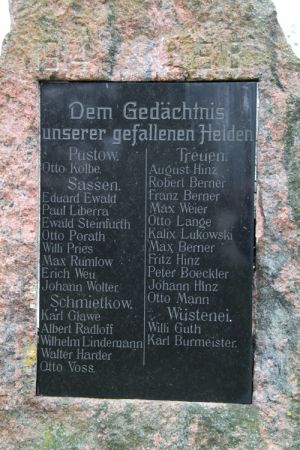 1914 1918
Dem Gedächtnis
unserer gefallenen Helden
Pustow.
Otto Kolbe.
Sassen.
Eduard Ewald
Paul Liberra
Ewald Steinfurth
Otto Porath
Willi Pries
Max Rumlow
Erich Weu
Johann Wolter
Schmietkow.
Karl Glawe
Albert Radloff
Wilhelm Lindemann
Walter Harder
Otto Voss.
Treuen.
August Hinz
Robert Berner
Franz Berner
Max Weier
Otto Lange
Kalix Lukowski
Max Berner
Fritz Hinz
Peter Boeckler
Johann Hinz
Otto Mann
Wüstenei.
Willi Guth
Karl Burmeister.